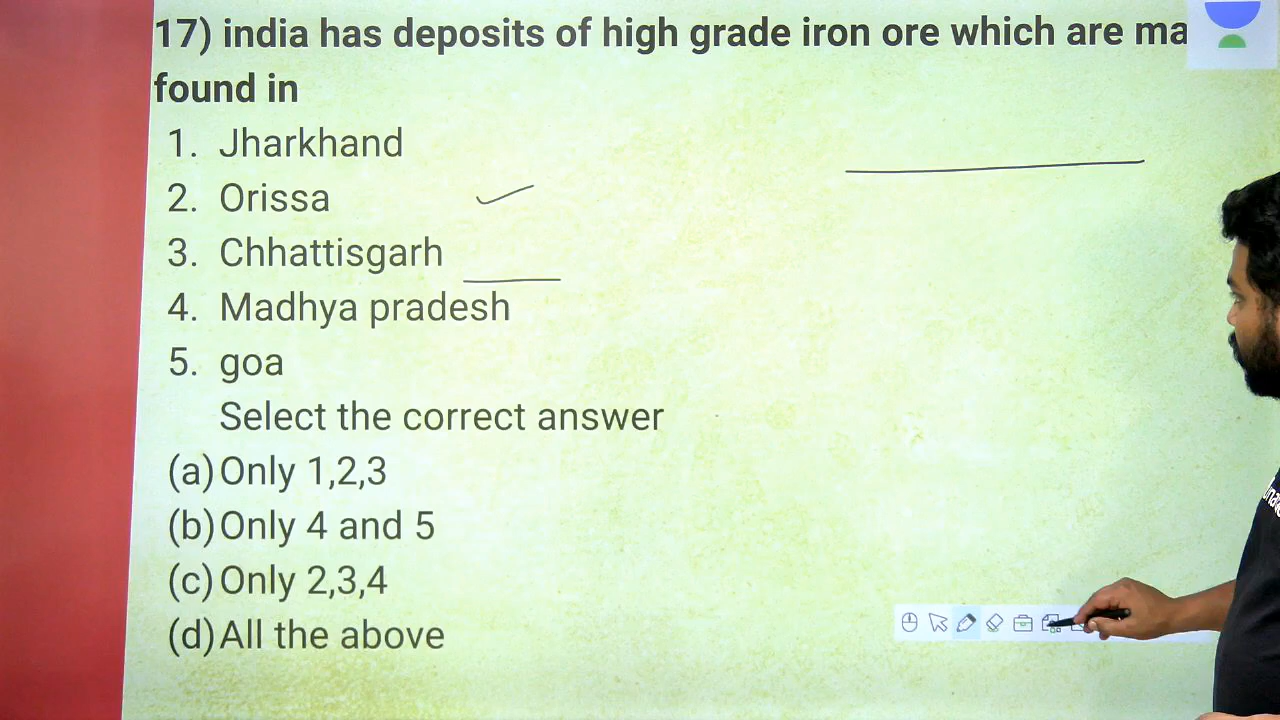 17) india has deposits of high grade iron ore which are ma
found in
1. Jharkhand
2. Orissa
3. Chhattisgarh
4. Madhya pradesh
5. goa
Select the correct answer
(a) Only 1,2,3
(b) Only 4 and 5
(c) Only 2,3,4
(d) All the above